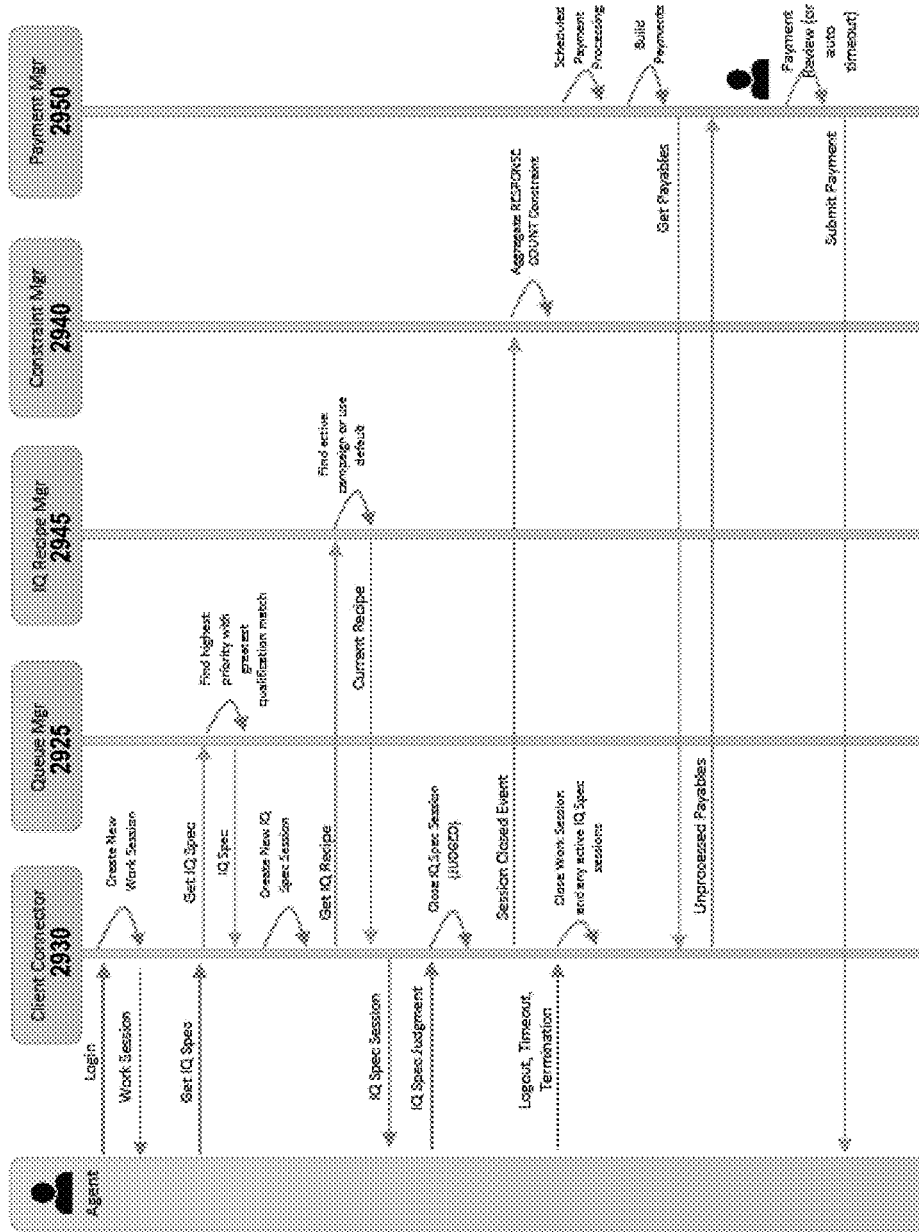 Agent
Client Connector
2930
Queue Mgr
2925
IQ Recipe Mgr
2945
Constraint Mgr
2940
Payment Mgr
2950
Login
Create New
Work Session
Work Session
Get IQ Spec
Get IQ Spec
Find highest
priority with
greatest
qualification match
IQ Spec
Create New IQ
Spec Session
Get IQ Recipe
Find active
campaign or use
default
Current Recipe
IQ Spec Session
IQ Spec Judgment
Close IQ Spec Session
(JUDGED)
Session Closed Event
Aggregate RESPONSE
COUNT Constraint
Logout, Timeout,
Termination
Close Work Session
and any active IQ Spec
sessions
Scheduled
Payment
Processing
Build
Payments
Get Payables
Unprocessed Payables
Payment
Review (or
auto
timeout)
Submit Payment